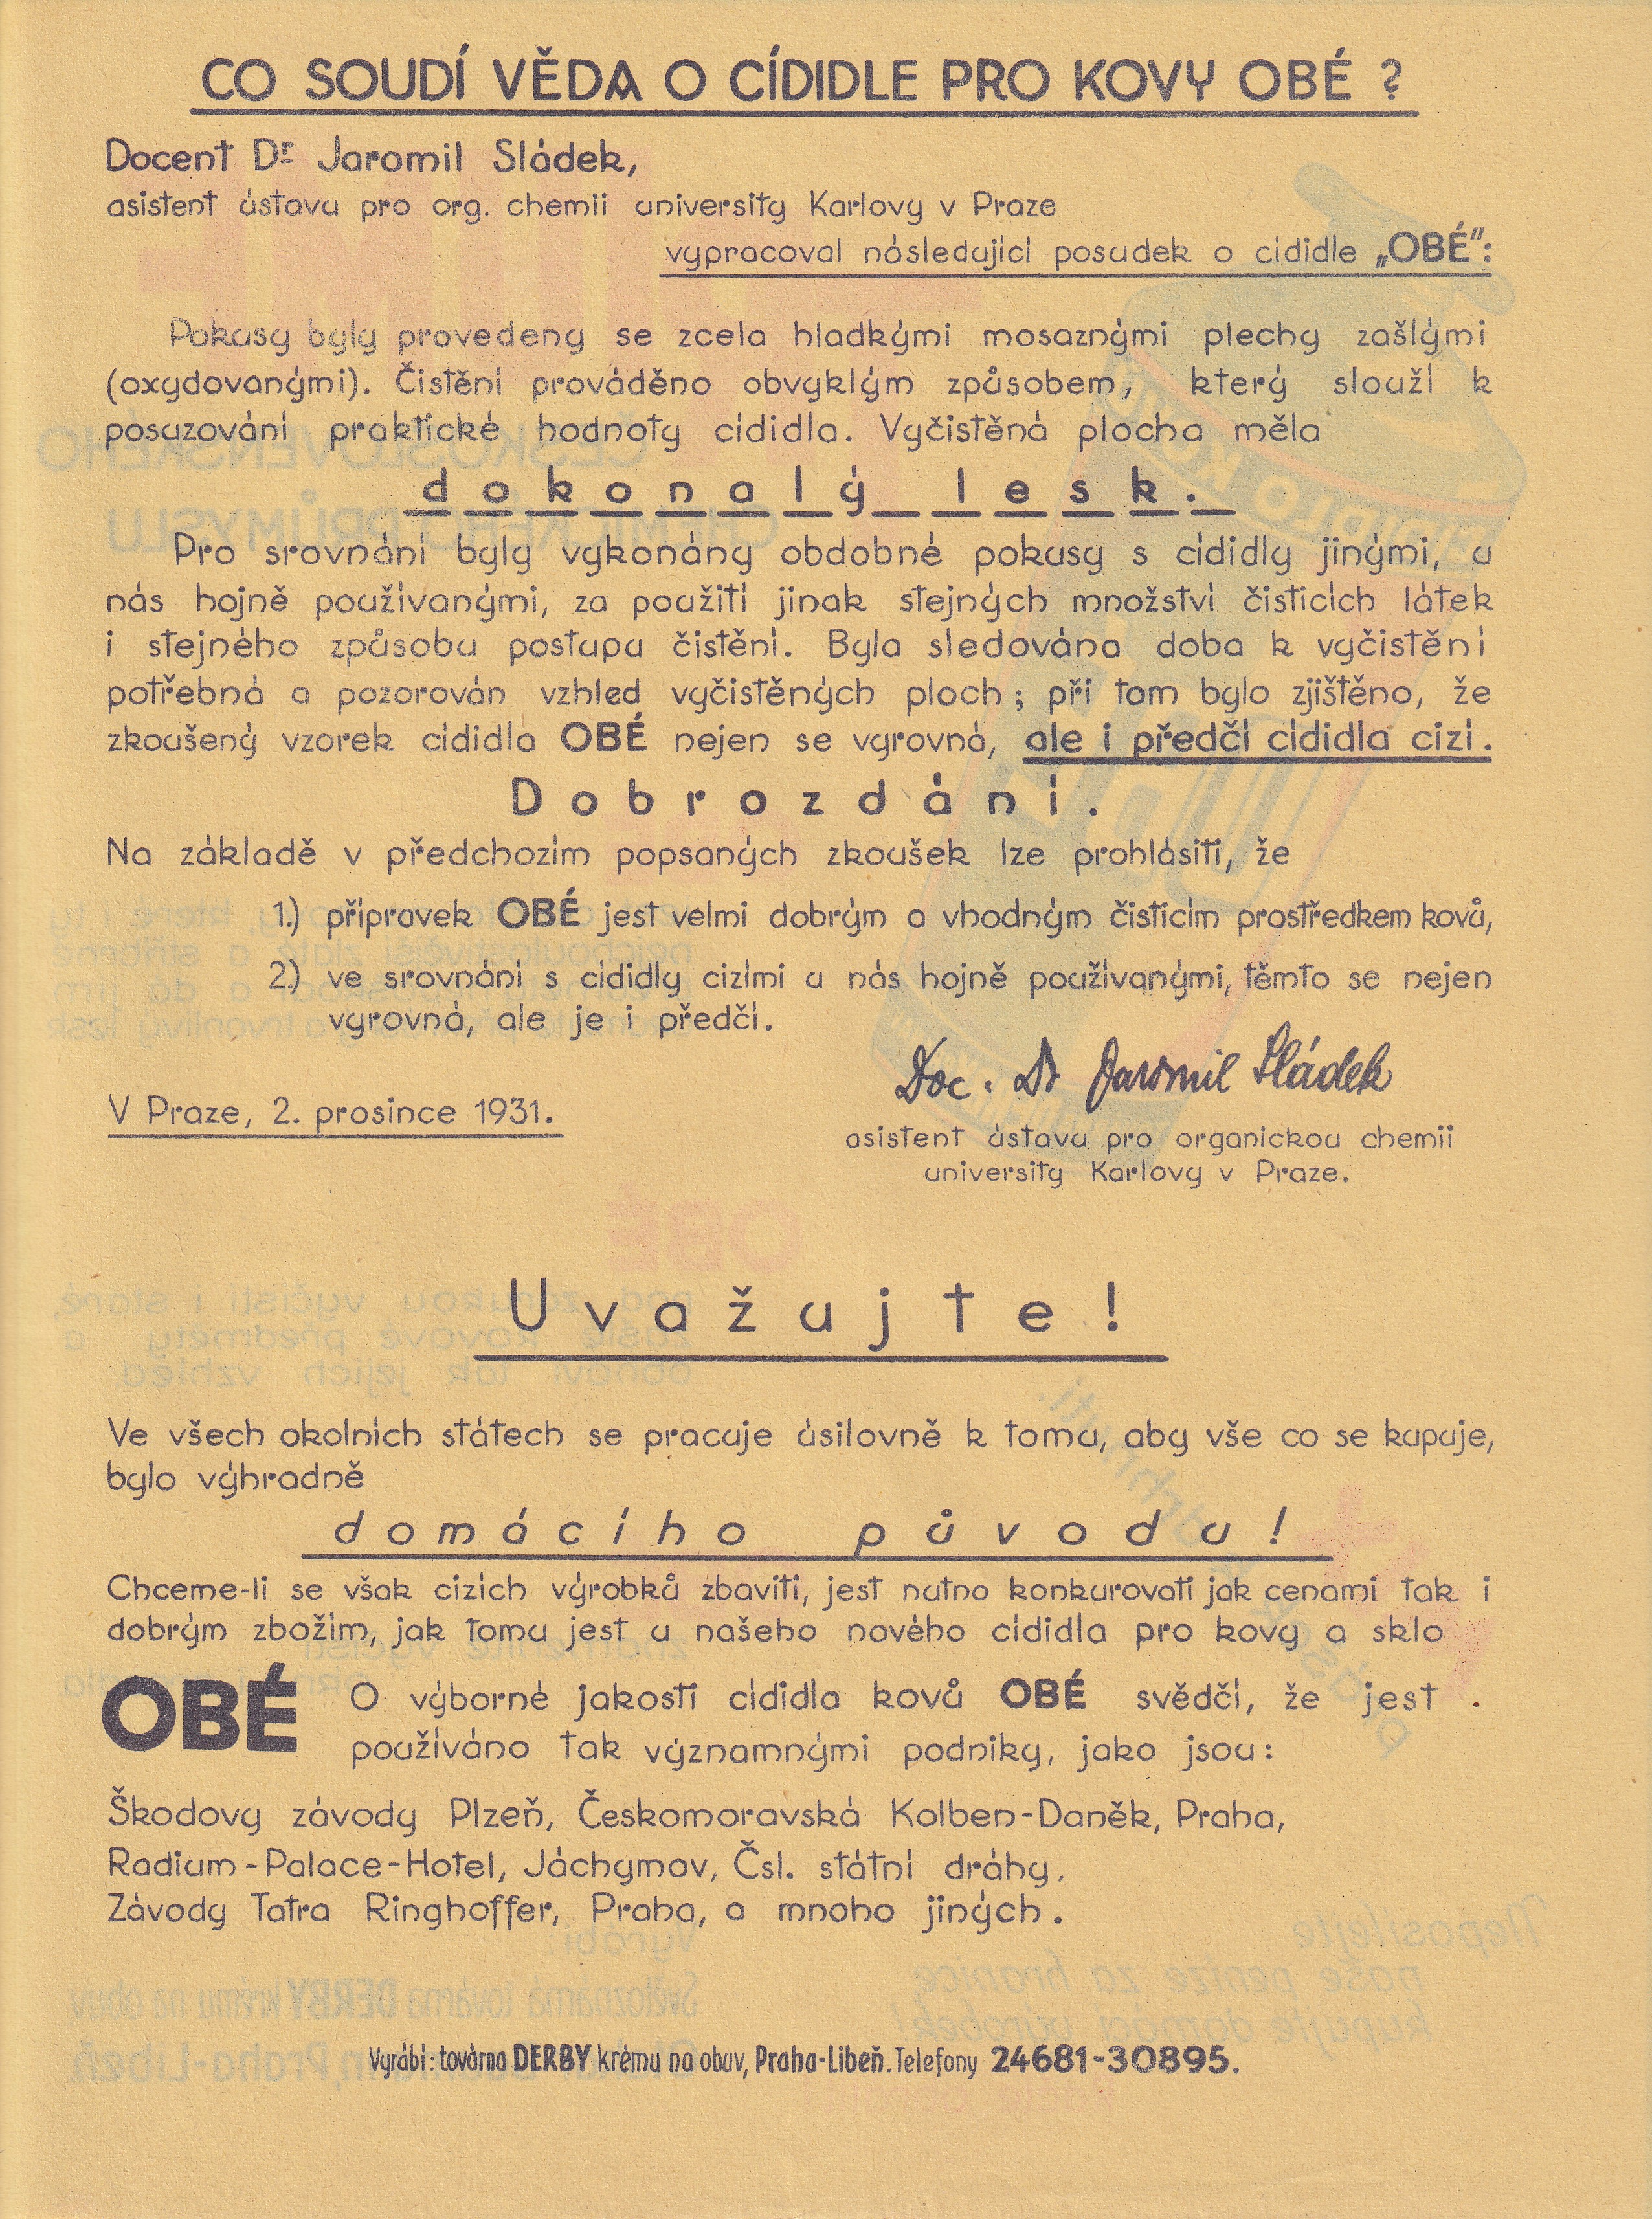 CO SOUDÍ VĚDA O CÍDIDLE PRO KOVY OBÉ ?
Docent Dr Jaromil Sládek,
asistent ústavu pro org. chemii university Karlovy v Praze
vypracoval následující posudek o cídidle „OBÉ":
Pokusy byly provedeny se zcela hladkými mosaznými plechy zašlými
(oxydovanými). Čistění prováděno obvyklým způsobem, který slouží k
posuzování praktické hodnoty cídidla. Vyčistěná plocha měla
dokonalý lesk.
Pro srovnání byly vykonány obdobné pokusy s cídidly jinými, u
nás hojně používanými, za použití jinak stejných množství čisticích látek
i stejného způsobu postupu čistění. Byla sledována doba k vyčistění
potřebná a pozorován vzhled vyčistěných ploch; při tom bylo zjištěno, že
zkoušený vzorek cídidla OBÉ nejen se vyrovná, ale i předčí cídidla cizí.
Dobrozdání.
Na základě v předchozím popsaných zkoušek lze prohlásiti, že
1.) přípravek OBÉ jest velmi dobrým a vhodným čisticím prostředkem kovů,
2.) ve srovnání s cídidly cizími u nás hojně používanými, těmto se nejen
vyrovná, ale je i předčí.
Doc. Dr Jaromil Sládek
V Praze, 2. prosince 1931.
asistent ústavu pro organickou chemii
university Karlovy v Praze.
Uvažujte!
Ve všech okolních státech se pracuje úsilovně k tomu, aby vše co se kupuje,
bylo výhradně
domácího původu!
Chceme-li se však cizích výrobků zbaviti, jest nutno konkurovati jak cenami tak i
dobrým zbožím, jak tomu jest u našeho nového cídidla pro kovy a sklo
OBÉ O výborné jakosti cídidla kovů OBÉ svědčí, že jest .
používáno tak významnými podniky, jako jsou:
Škodovy závody Plzeň, Českomoravská Kolben-Daněk, Praha,
Radium-Palace-Hotel, Jáchymov, Čsl. státní dráhy,
Závody Tatra Ringhoffer, Praha, a mnoho jiných.
Vyrábí: továrna DERBY krému na obuv, Praha-Libeň. Telefony 24681-30895.